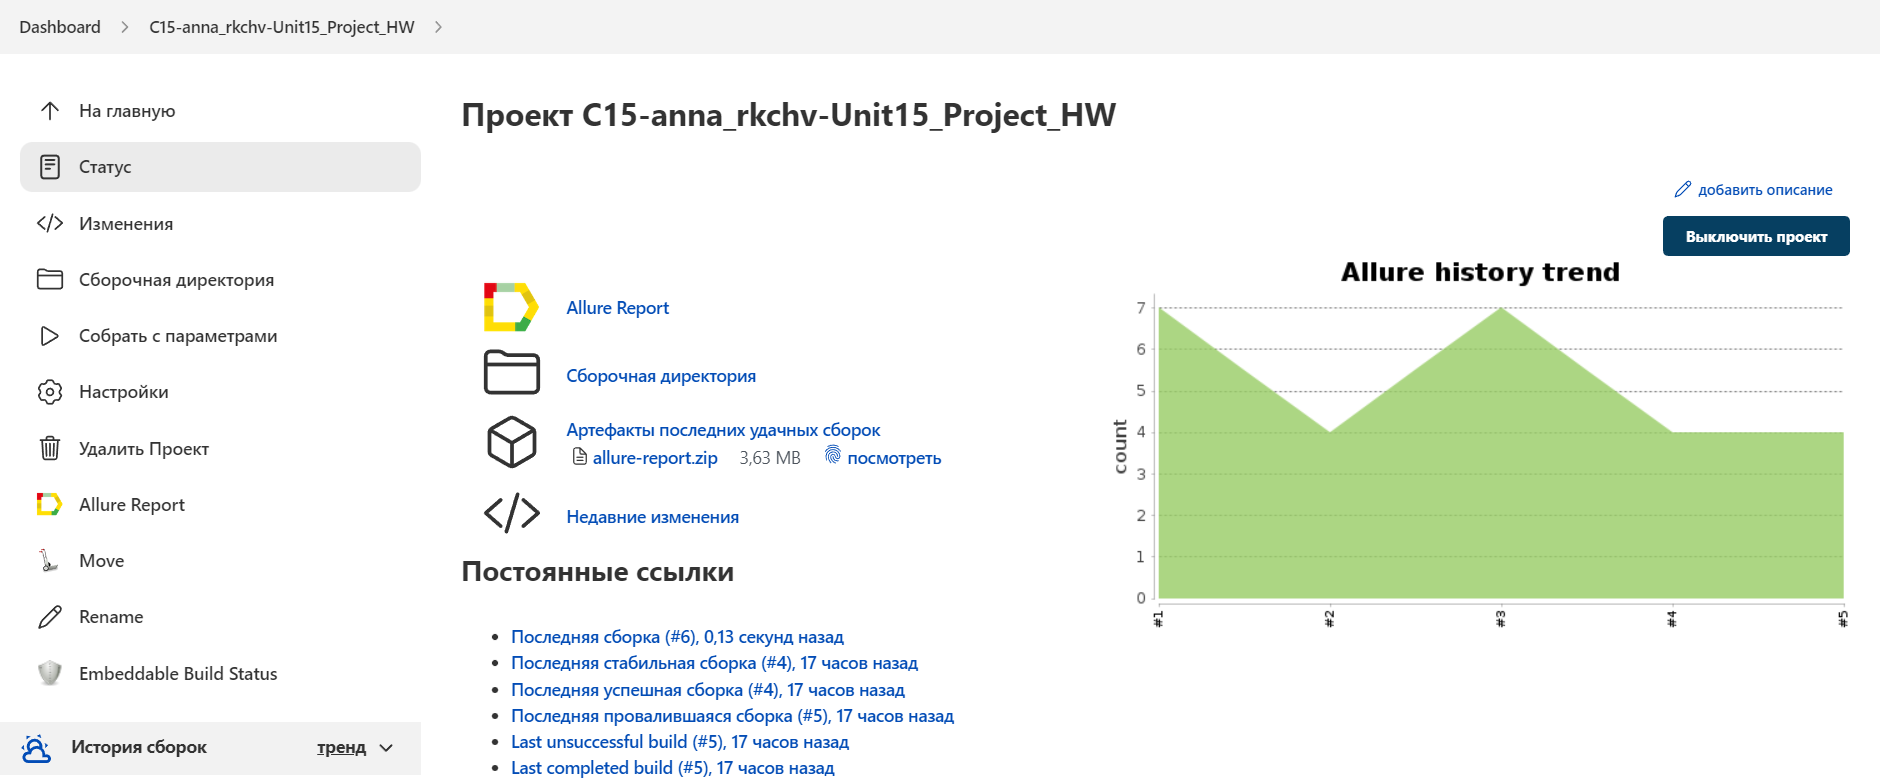 Dashboard
C15-anna_rkchv-Unit15_Project_HW
На главную
Статус
Изменения
Сборочная директория
Собрать с параметрами
Настройки
Удалить Проект
Allure Report
Move
Rename
Embeddable Build Status
История сборок
тренд
Проект C15-anna_rkchv-Unit15_Project_HW
добавить описание
Выключить проект
Allure Report
Сборочная директория
Артефакты последних удачных сборок
allure-report.zip 3,63 MB посмотреть
Недавние изменения
Постоянные ссылки
Последняя сборка (#6), 0,13 секунд назад
Последняя стабильная сборка (#4), 17 часов назад
Последняя успешная сборка (#4), 17 часов назад
Последняя провалившаяся сборка (#5), 17 часов назад
Last unsuccessful build (#5), 17 часов назад
Last completed build (#5), 17 часов назад
Allure history trend
count
7
6
5
4
3
2
1
0
#1
#2
#3
#4
#5